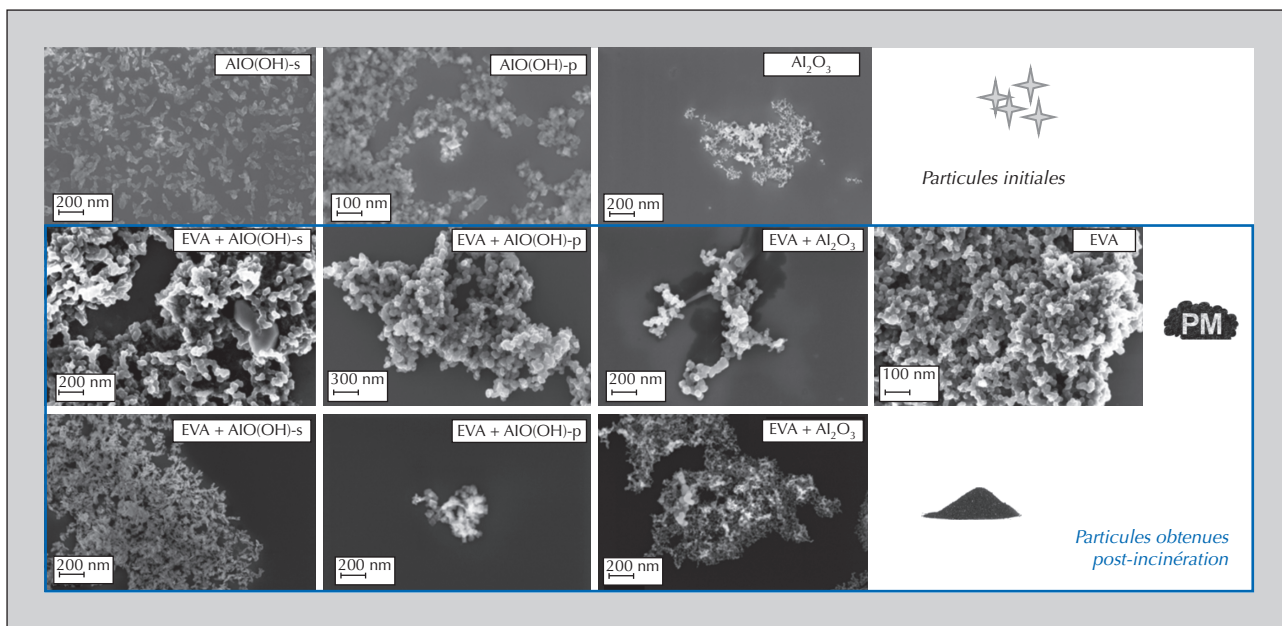 AlO(OH)-s
200 nm
AlO(OH)-p
100 nm
Al₂O₃
200 nm
Particules initiales
EVA + AlO(OH)-s
200 nm
EVA + AlO(OH)-p
300 nm
EVA + Al₂O₃
200 nm
EVA
100 nm
PM
EVA + AlO(OH)-s
200 nm
EVA + AlO(OH)-p
200 nm
EVA + Al₂O₃
200 nm
Particules obtenues
post-incinération